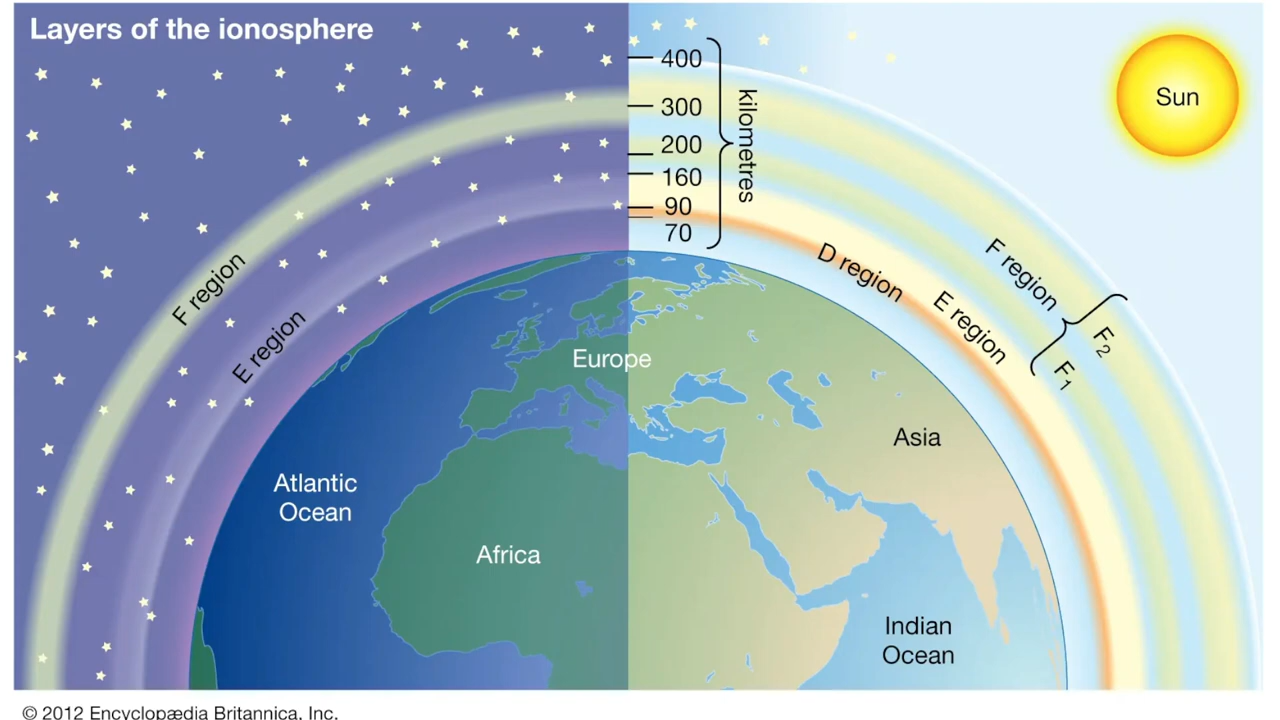 Layers of the ionosphere
400
300
200
160
90
70
kilometres
Sun
F region
E region
D region
E region
F region
F2
F1
Europe
Asia
Atlantic
Ocean
Africa
Indian
Ocean
© 2012 Encyclopædia Britannica, Inc.